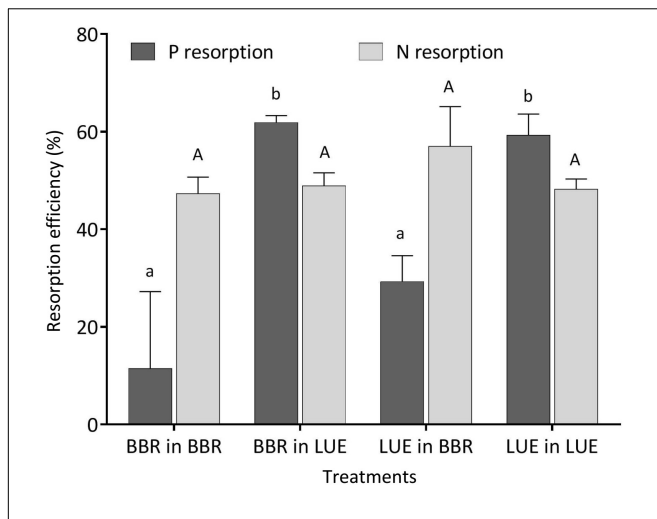 80
P resorption N resorption
A
b b
60
A A A
Resorption efficiency (%)
40
a
a
20
0
BBR in BBR BBR in LUE LUE in BBR LUE in LUE
Treatments